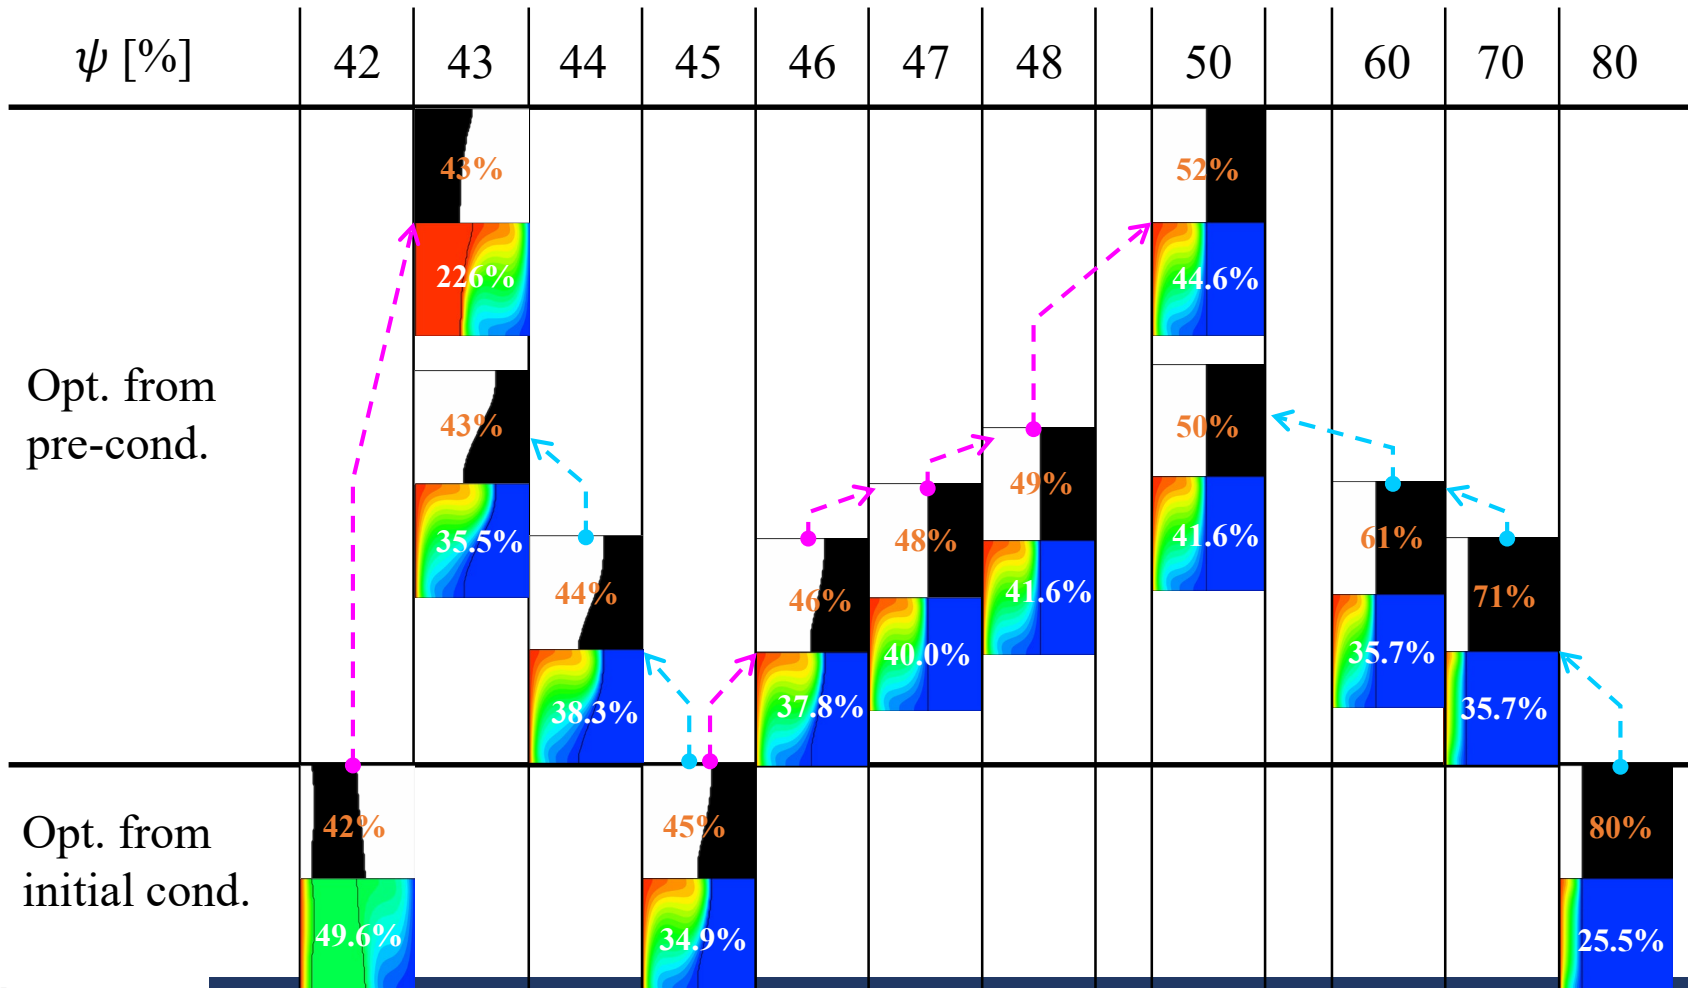 ψ [%] 42 43 44 45 46 47 48 50 60 70 80
43% 52%
226% 44.6%
Opt. from
pre-cond.
43% 49% 50%
35.5% 48% 41.6% 61%
44% 46% 41.6% 71%
38.3% 37.8% 40.0% 35.7% 35.7%
Opt. from
initial cond.
42% 45% 80%
49.6% 34.9% 25.5%